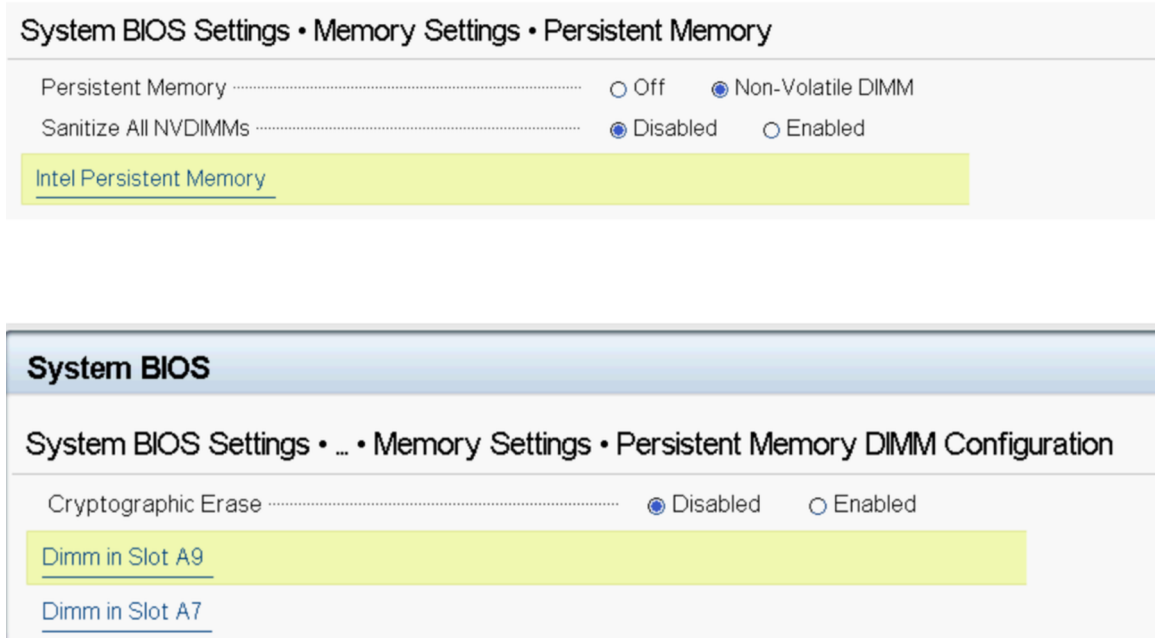 System BIOS Settings • Memory Settings • Persistent Memory
Persistent Memory Off Non-Volatile DIMM
Sanitize All NVDIMMs Disabled Enabled
Intel Persistent Memory
System BIOS
System BIOS Settings • ... • Memory Settings • Persistent Memory DIMM Configuration
Cryptographic Erase Disabled Enabled
Dimm in Slot A9
Dimm in Slot A7